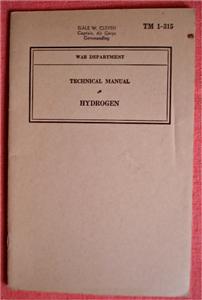 DALE W. CLEVEN
Captain, Air Corps
Commanding
TM 1-315
WAR DEPARTMENT
TECHNICAL MANUAL
HYDROGEN